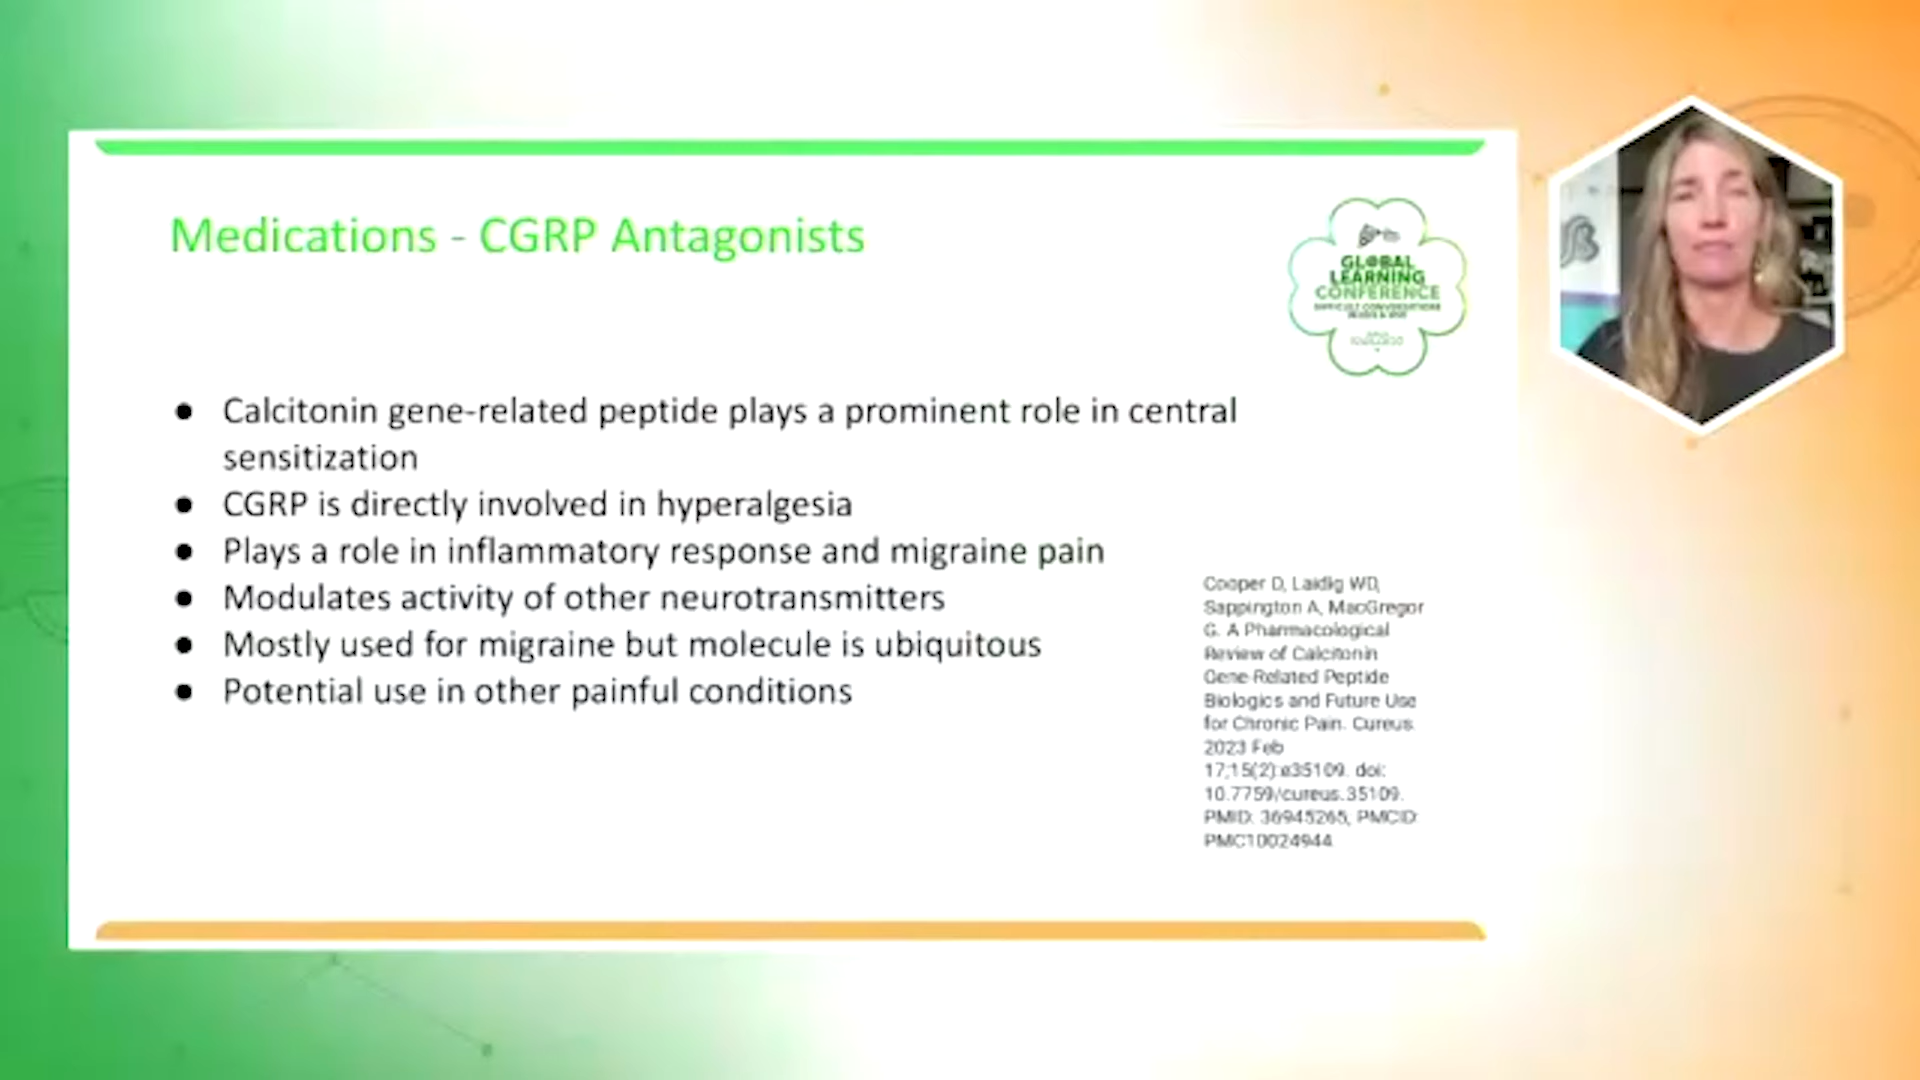 Medications - CGRP Antagonists
GLOBAL
LEARNING
CONFERENCE
DIFFICULT CONVERSATIONS
● Calcitonin gene-related peptide plays a prominent role in central
sensitization
● CGRP is directly involved in hyperalgesia
● Plays a role in inflammatory response and migraine pain
● Modulates activity of other neurotransmitters
● Mostly used for migraine but molecule is ubiquitous
● Potential use in other painful conditions
Cooper D, Laidig WD,
Sappington A, MacGregor
G. A Pharmacological
Review of Calcitonin
Gene-Related Peptide
Biologics and Future Use
for Chronic Pain. Cureus.
2023 Feb
17;15(2):e35109. doi:
10.7759/cureus.35109.
PMID: 36945265; PMCID:
PMC10024944.